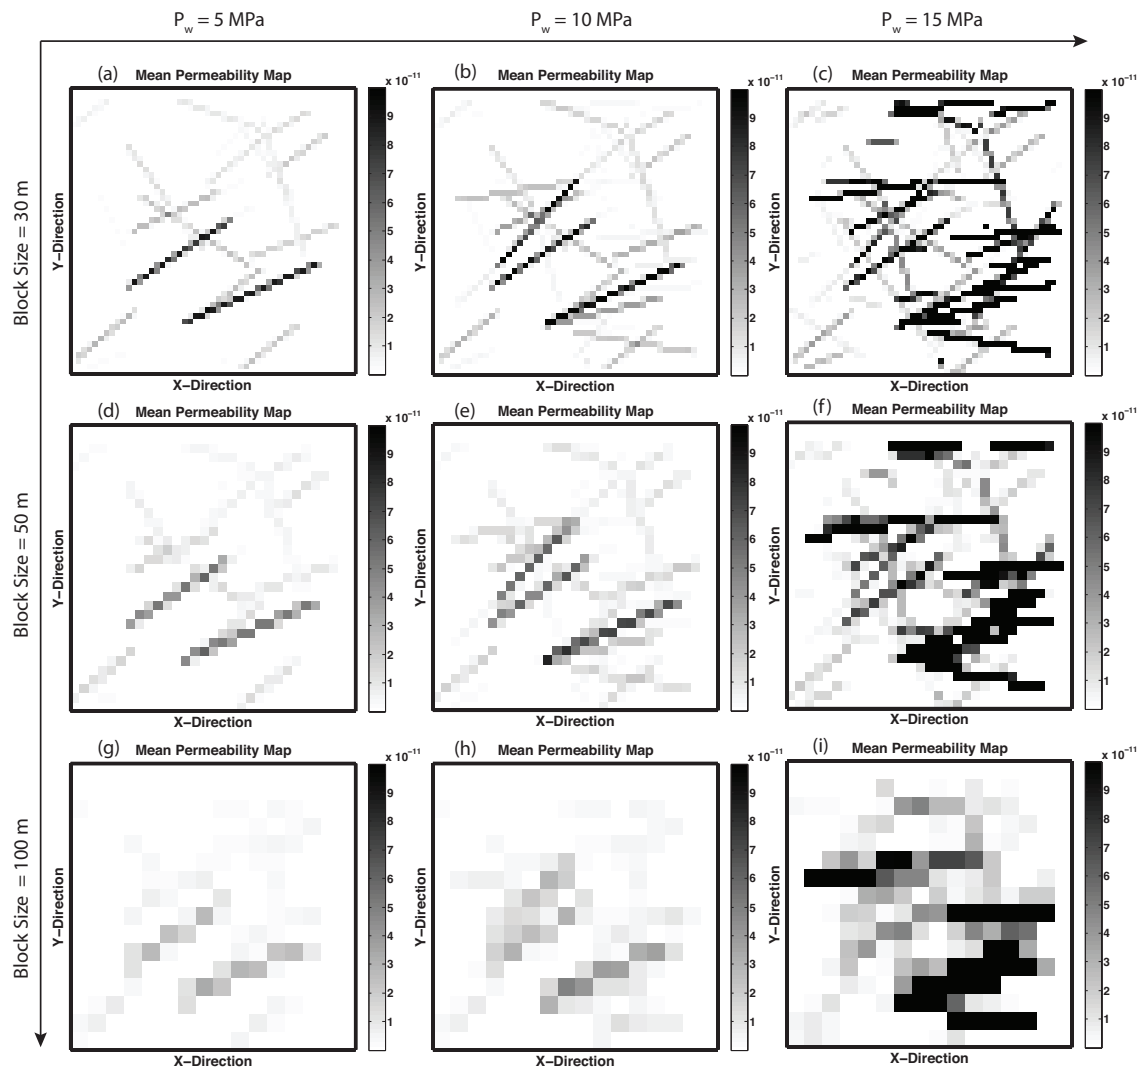 P_w = 5 MPa
P_w = 10 MPa
P_w = 15 MPa
Block Size = 30 m
(a)
Mean Permeability Map
x 10^-11
9
8
7
6
5
4
3
2
1
Y-Direction
X-Direction
(b)
Mean Permeability Map
x 10^-11
9
8
7
6
5
4
3
2
1
Y-Direction
X-Direction
(c)
Mean Permeability Map
x 10^-11
9
8
7
6
5
4
3
2
1
Y-Direction
X-Direction
Block Size = 50 m
(d)
Mean Permeability Map
x 10^-11
9
8
7
6
5
4
3
2
1
Y-Direction
X-Direction
(e)
Mean Permeability Map
x 10^-11
9
8
7
6
5
4
3
2
1
Y-Direction
X-Direction
(f)
Mean Permeability Map
x 10^-11
9
8
7
6
5
4
3
2
1
Y-Direction
X-Direction
Block Size = 100 m
(g)
Mean Permeability Map
x 10^-11
9
8
7
6
5
4
3
2
1
Y-Direction
X-Direction
(h)
Mean Permeability Map
x 10^-11
9
8
7
6
5
4
3
2
1
Y-Direction
X-Direction
(i)
Mean Permeability Map
x 10^-11
9
8
7
6
5
4
3
2
1
Y-Direction
X-Direction